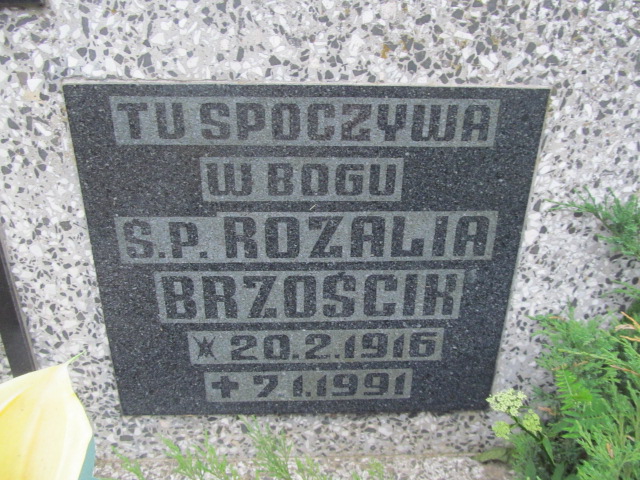 TU SPOCZYWA
W BOGU
Ś.P. ROZALIA
BRZOŚCIK
* 20.2.1916
+ 7.1.1991